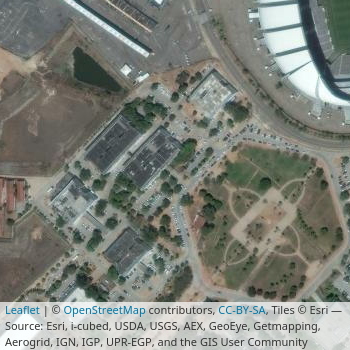 Leaflet | © OpenStreetMap contributors, CC-BY-SA, Tiles © Esri —
Source: Esri, i-cubed, USDA, USGS, AEX, GeoEye, Getmapping,
Aerogrid, IGN, IGP, UPR-EGP, and the GIS User Community